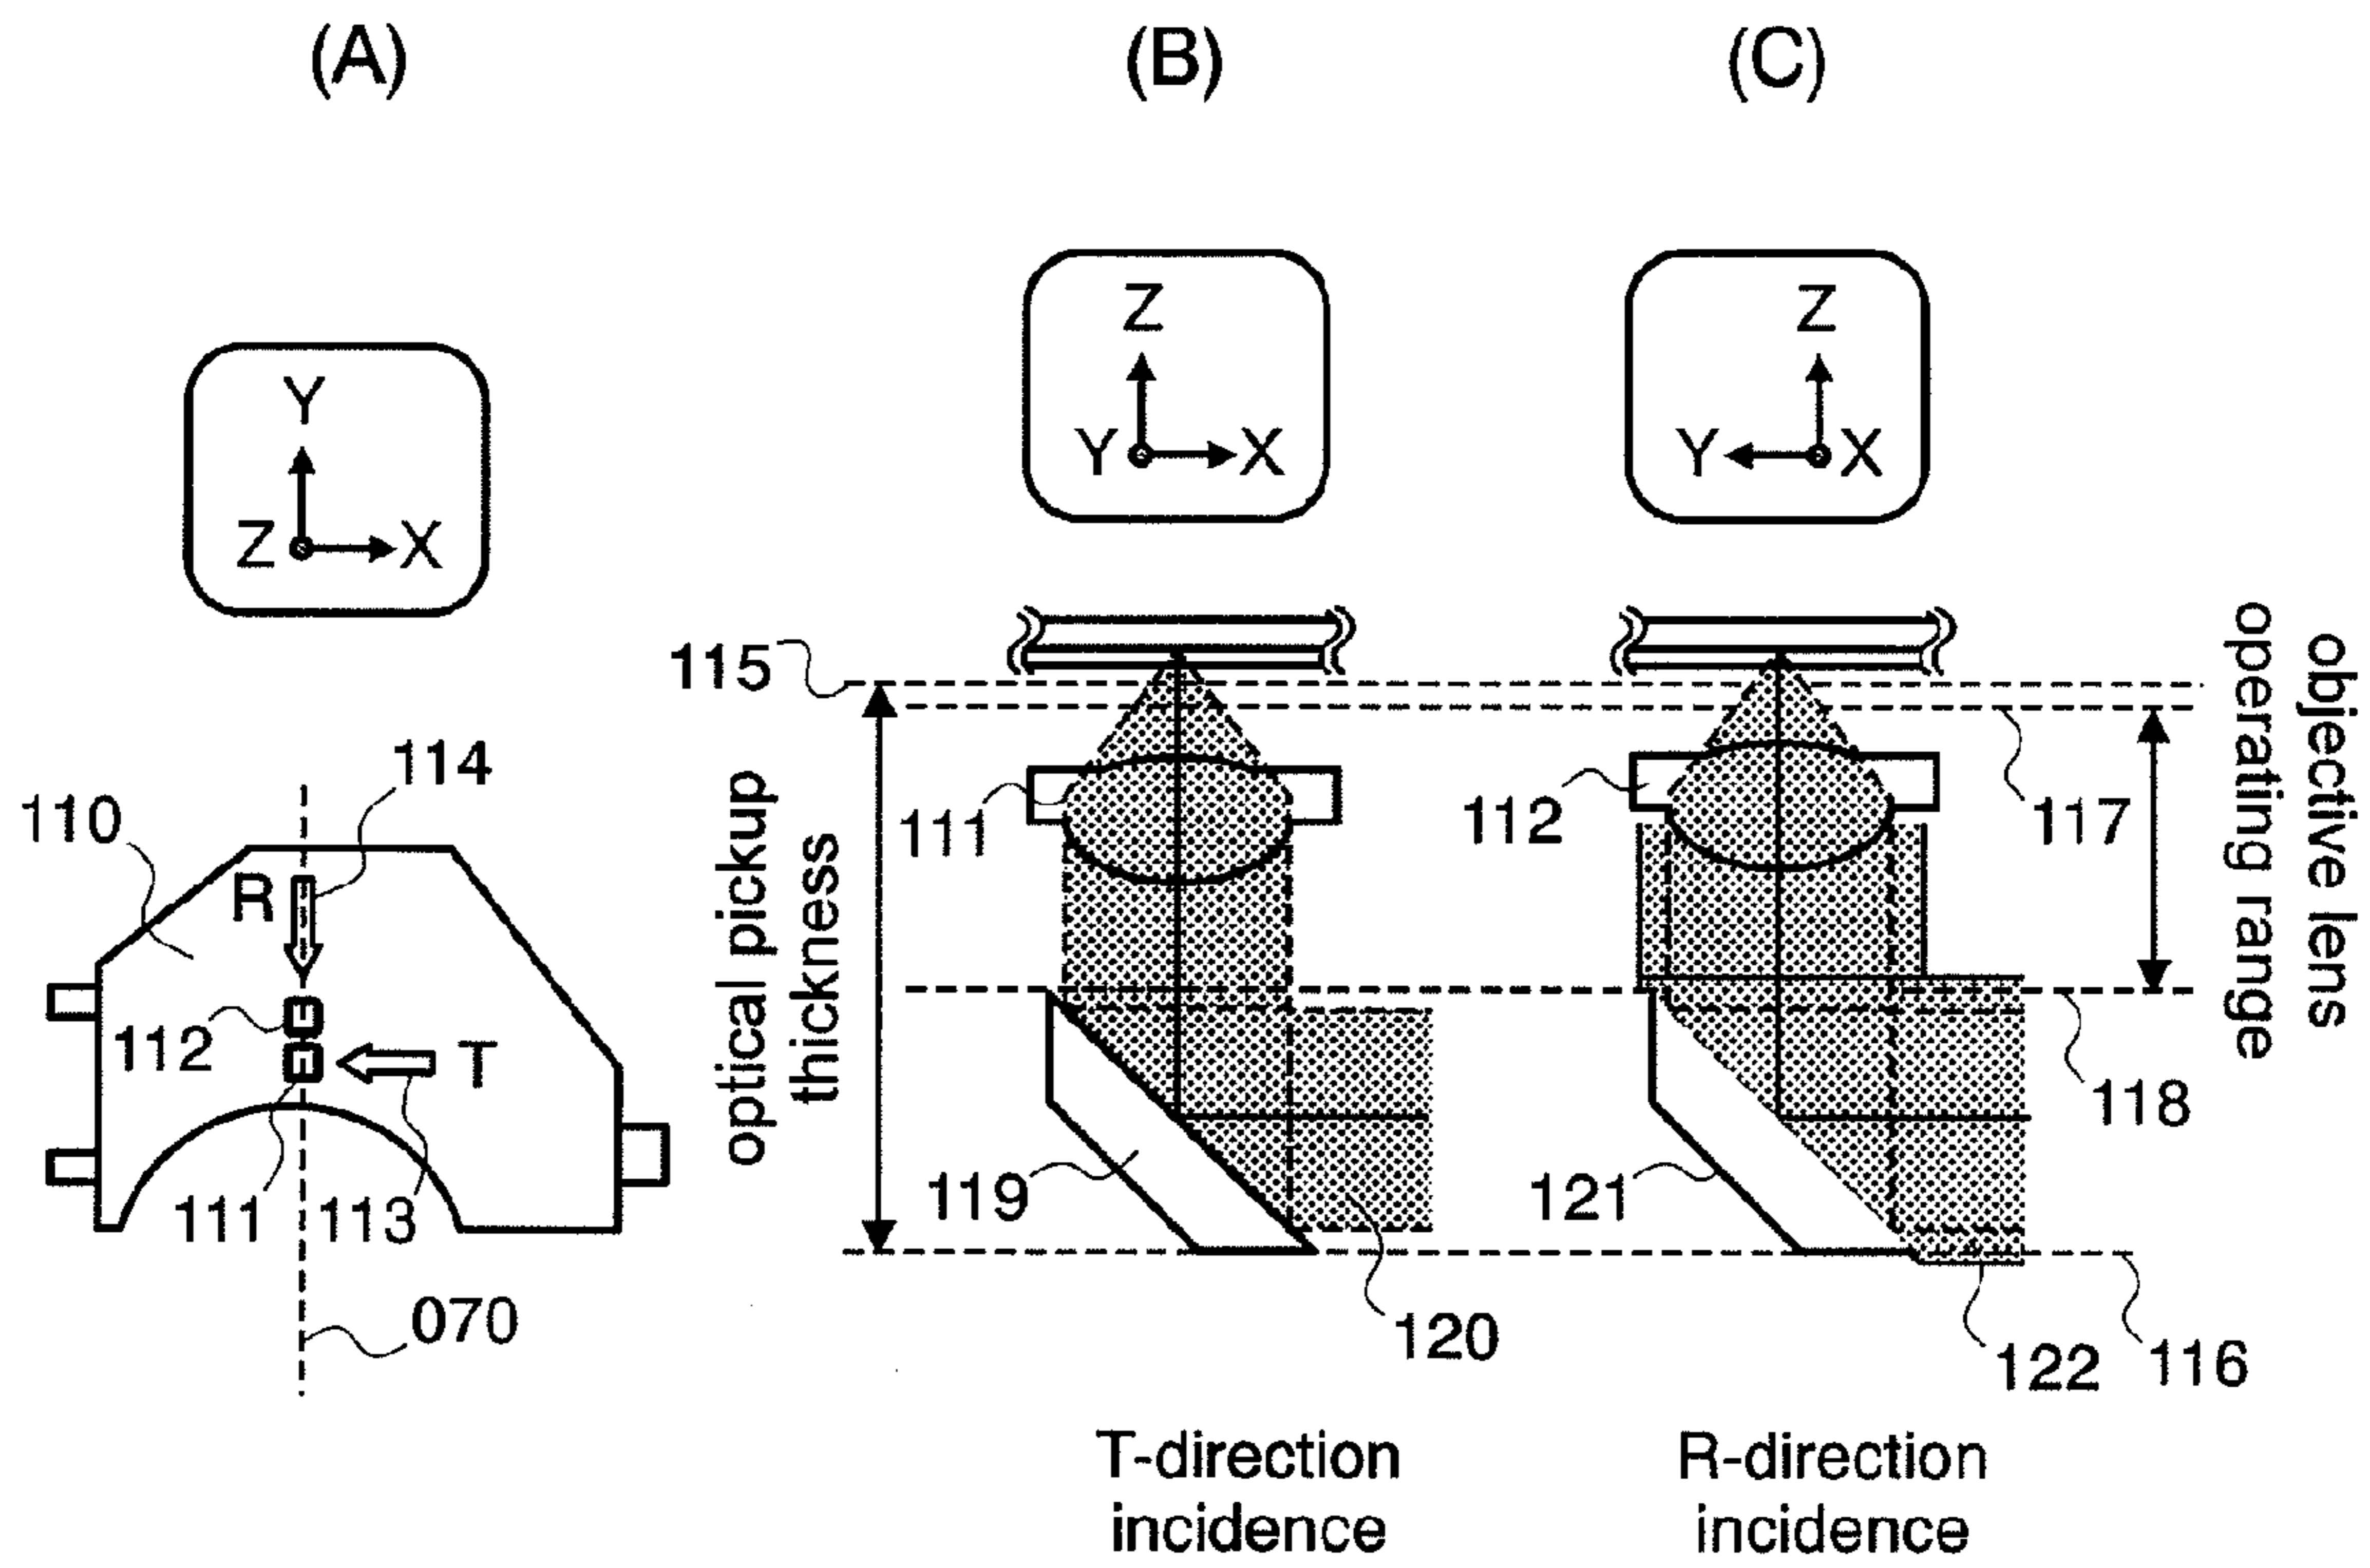 (A)
(B)
(C)
Y
Z
X
Z
Y
X
Z
Y
X
115
114
110
R
112
T
111
113
070
optical pickup
thickness
111
119
120
112
121
122
117
118
116
objective lens
operating range
T-direction
incidence
R-direction
incidence